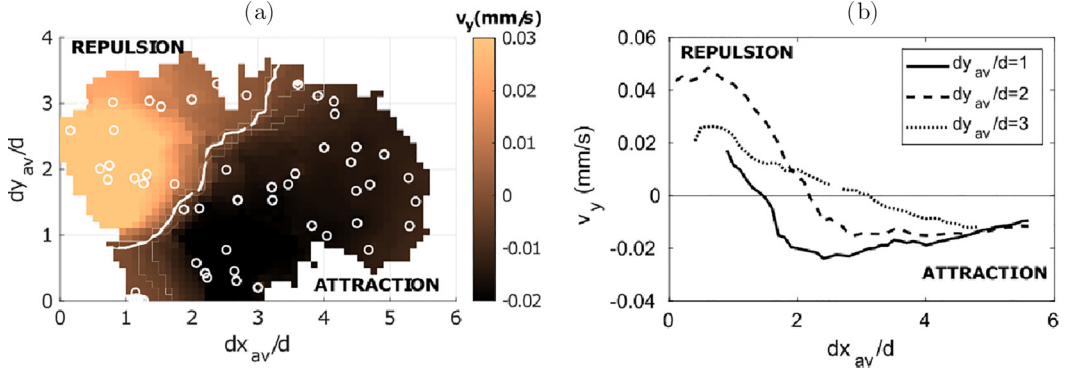 (a)
v_y(mm/s)
REPULSION
ATTRACTION
4
3
2
1
0
0 1 2 3 4 5 6
dy_av/d
dx_av/d
0.03
0.02
0.01
0
-0.01
-0.02
(b)
REPULSION
dy_av/d=1
dy_av/d=2
dy_av/d=3
ATTRACTION
0.06
0.04
0.02
0
-0.02
-0.04
0 2 4 6
v_y (mm/s)
dx_av/d